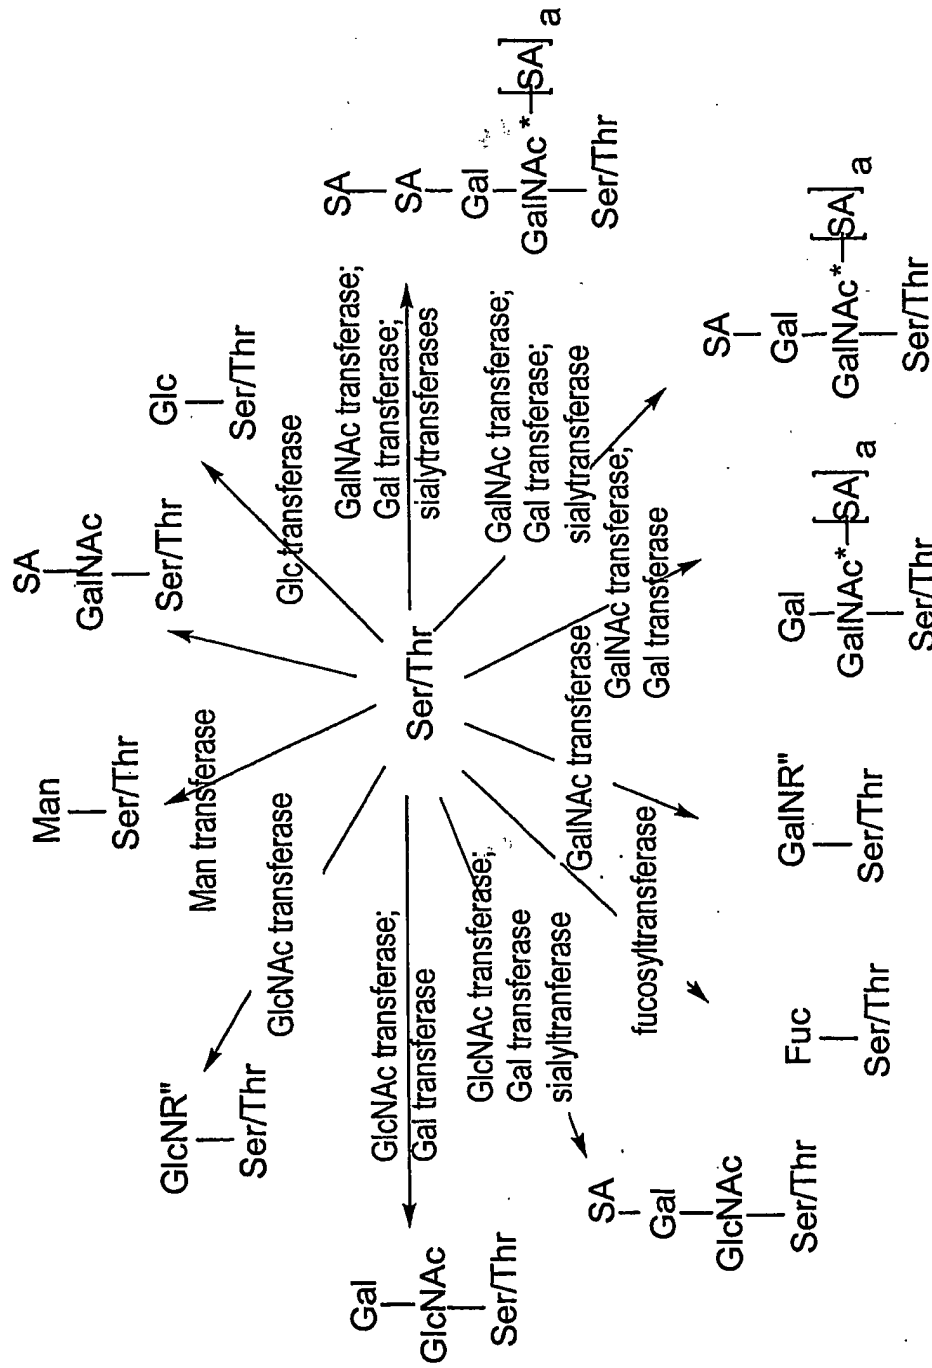 Man
Ser/Thr
SA
GalNAc
Ser/Thr
Glc
Ser/Thr
GlcNR"
Ser/Thr
Man transferase
GlcNAc transferase
Glc transferase
Gal
GlcNAc
Ser/Thr
GlcNAc transferase;
Gal transferase
Ser/Thr
GalNAc transferase;
Gal transferase;
sialytransferases
SA
SA
Gal
GalNAc*[SA]a
Ser/Thr
GlcNAc transferase;
Gal transferase
sialyltranferase
GalNAc transferase
GalNAc transferase;
Gal transferase;
sialytransferase
fucosyltransferase
GalNAc transferase;
Gal transferase
SA
Gal
GlcNAc
Ser/Thr
Fuc
Ser/Thr
GalNR"
Ser/Thr
Gal
GalNAc*[SA]a
Ser/Thr
SA
Gal
GalNAc*[SA]a
Ser/Thr